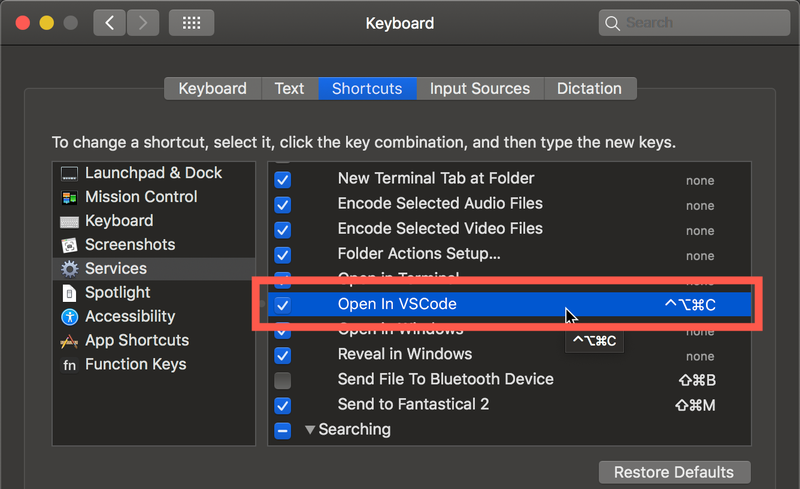 Keyboard
Search
Keyboard Text Shortcuts Input Sources Dictation
To change a shortcut, select it, click the key combination, and then type the new keys.
Launchpad & Dock
Mission Control
Keyboard
Screenshots
Services
Spotlight
Accessibility
App Shortcuts
fn Function Keys
New Terminal Tab at Folder none
Encode Selected Audio Files
Encode Selected Video Files
Folder Actions Setup...
Open in Terminal
Open In VSCode ^⌥⌘C
Open in Windows none
^⌥⌘C
Reveal in Windows none
Send File To Bluetooth Device ⇧⌘B
Send to Fantastical 2 ⇧⌘M
▼Searching
Restore Defaults